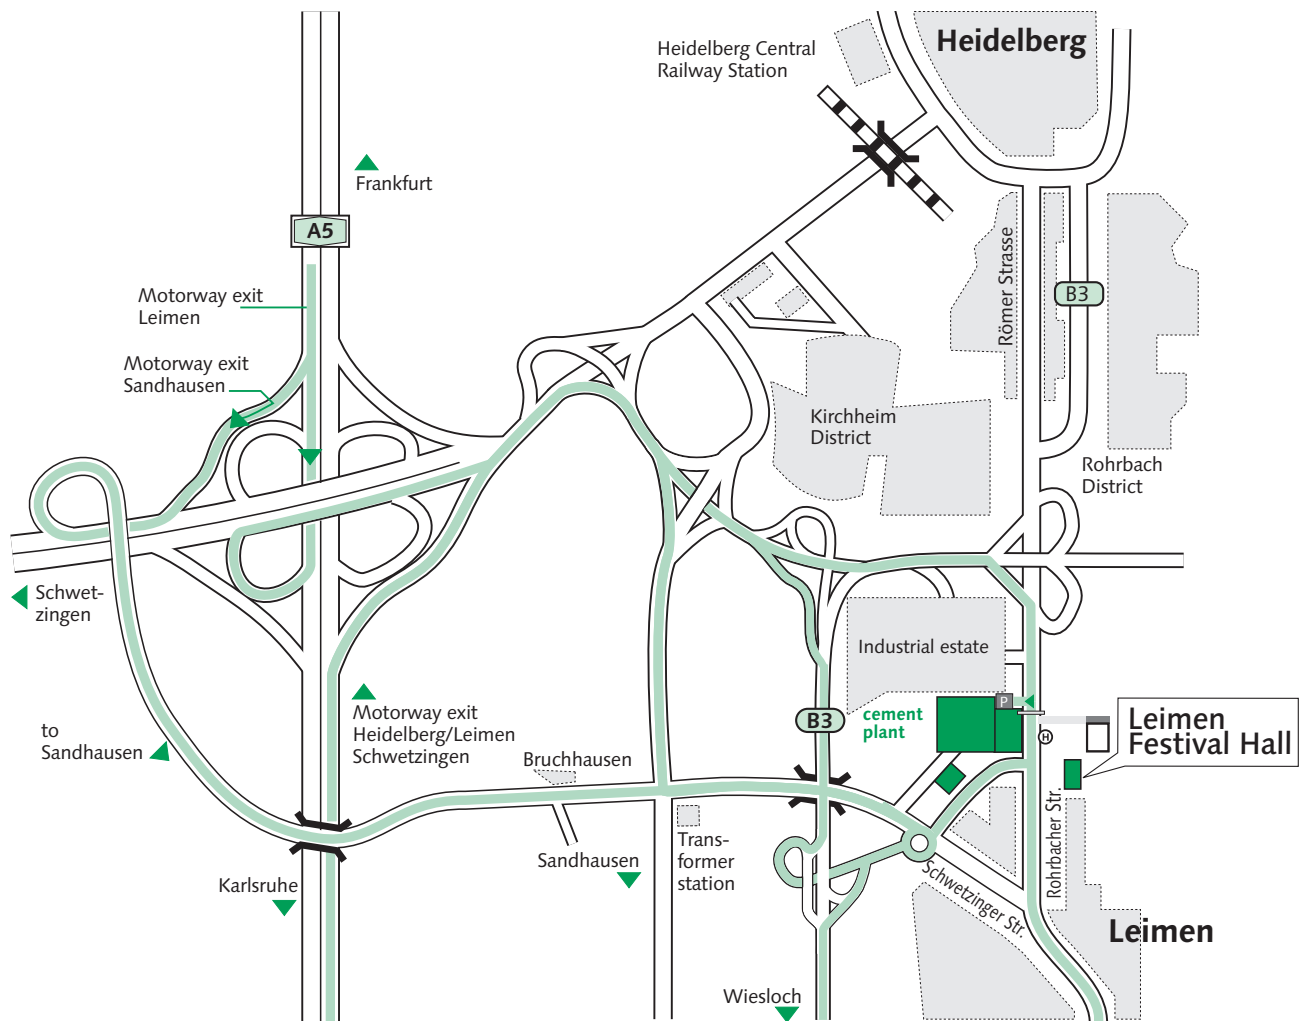 Heidelberg
Heidelberg Central
Railway Station
Frankfurt
A5
Motorway exit
Leimen
Motorway exit
Sandhausen
Römer Strasse
B3
Kirchheim
District
Rohrbach
District
Schwet-
zingen
Industrial estate
to
Sandhausen
Motorway exit
Heidelberg/Leimen
Schwetzingen
B3
cement
plant
P
H
Leimen
Festival Hall
Bruchhausen
Sandhausen
Trans-
former
station
Karlsruhe
Rohrbacher Str.
Schwetzinger Str.
Leimen
Wiesloch